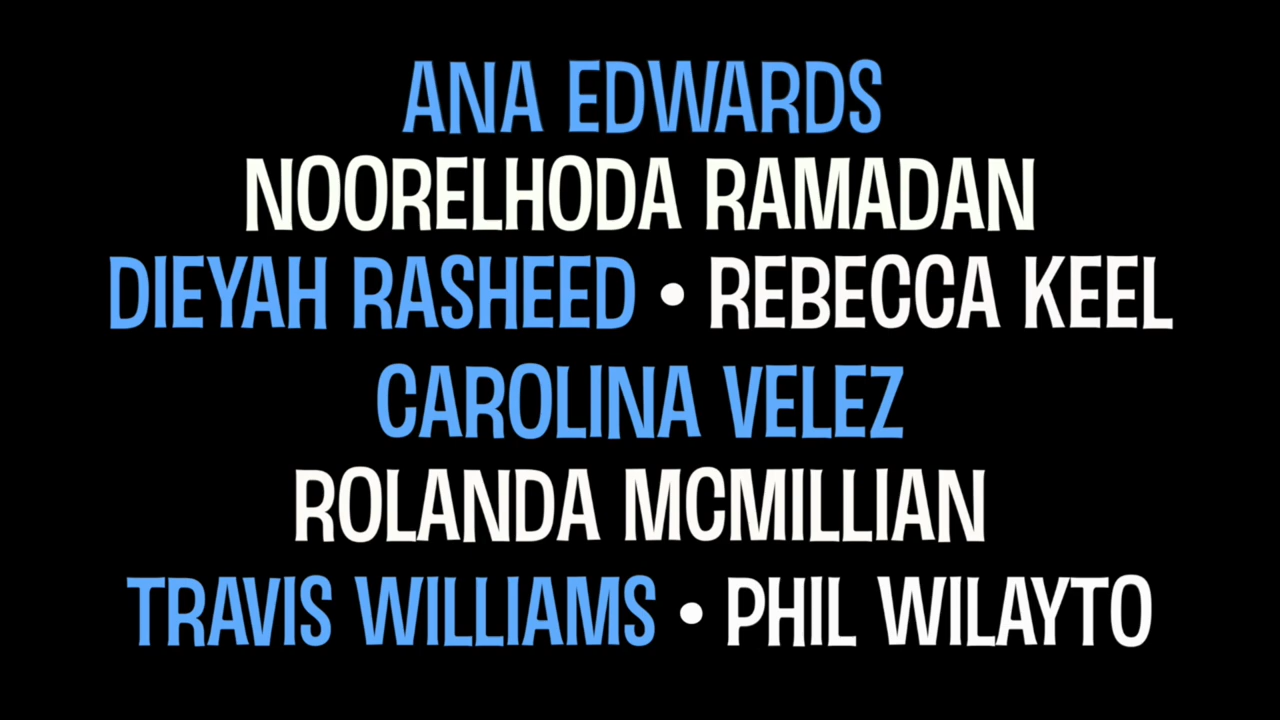 ANA EDWARDS
NOORELHODA RAMADAN
DIEYAH RASHEED • REBECCA KEEL
CAROLINA VELEZ
ROLANDA MCMILLIAN
TRAVIS WILLIAMS • PHIL WILAYTO